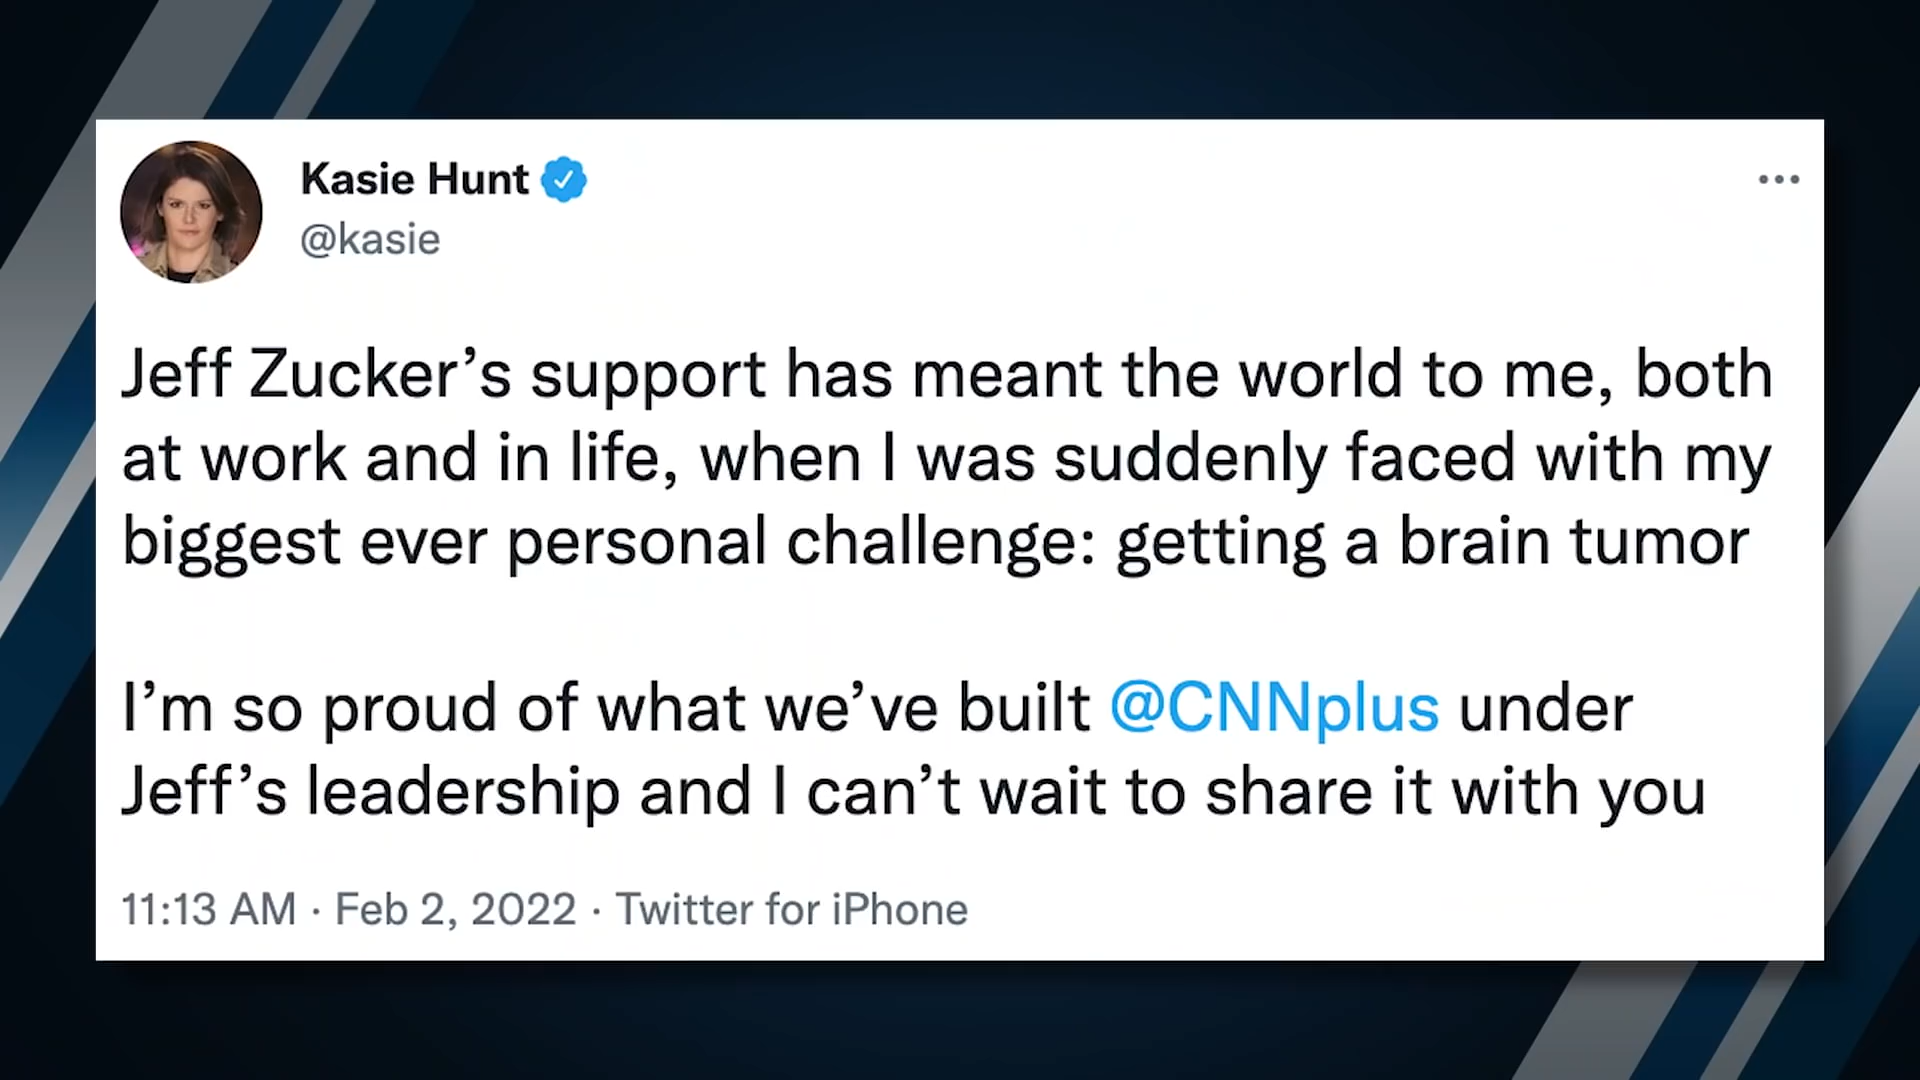 Kasie Hunt
@kasie
Jeff Zucker’s support has meant the world to me, both
at work and in life, when I was suddenly faced with my
biggest ever personal challenge: getting a brain tumor
I’m so proud of what we’ve built @CNNplus under
Jeff’s leadership and I can’t wait to share it with you
11:13 AM · Feb 2, 2022 · Twitter for iPhone